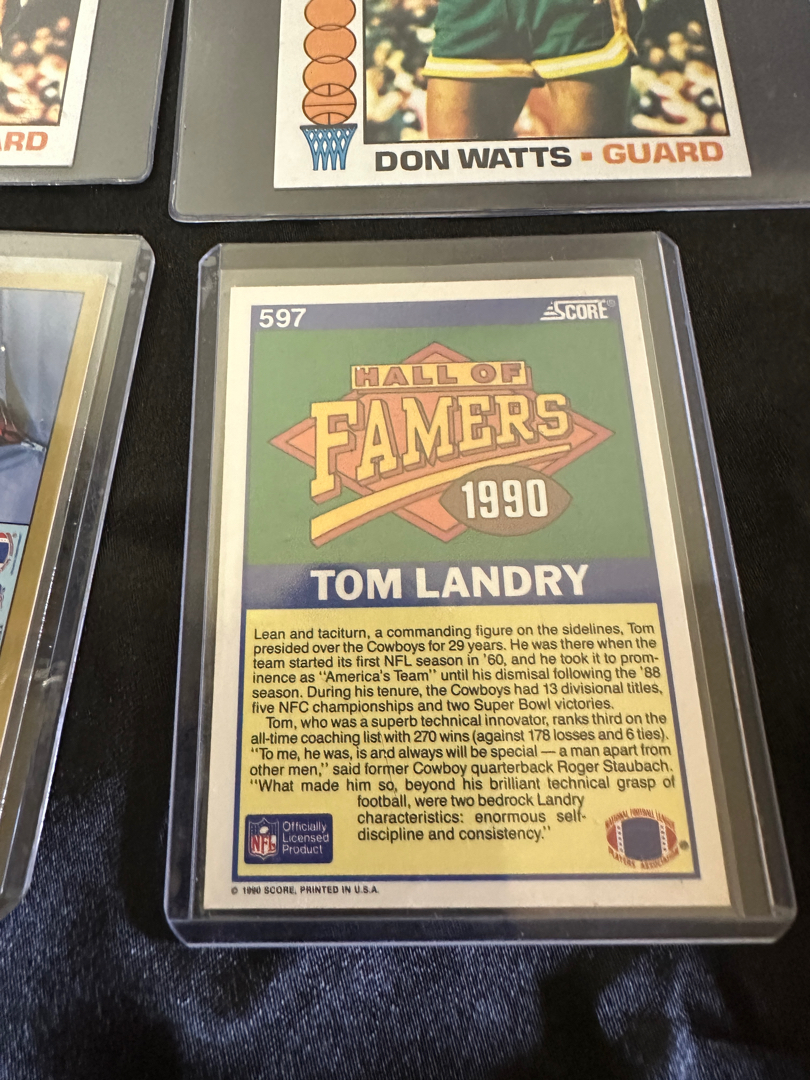 ARD
DON WATTS ▪ GUARD
597
SCORE®
HALL OF
FAMERS
1990
TOM LANDRY
Lean and taciturn, a commanding figure on the sidelines, Tom
presided over the Cowboys for 29 years. He was there when the
team started its first NFL season in '60, and he took it to prom-
inence as "America's Team" until his dismissal following the '88
season. During his tenure, the Cowboys had 13 divisional titles,
five NFC championships and two Super Bowl victories.
Tom, who was a superb technical innovator, ranks third on the
all-time coaching list with 270 wins (against 178 losses and 6 ties).
"To me, he was, is and always will be special — a man apart from
other men," said former Cowboy quarterback Roger Staubach.
"What made him so, beyond his brilliant technical grasp of
football, were two bedrock Landry
characteristics: enormous self-
discipline and consistency."
NFL
Officially
Licensed
Product
NATIONAL FOOTBALL LEAGUE
PLAYERS ASSOCIATION
© 1990 SCORE, PRINTED IN U.S.A.